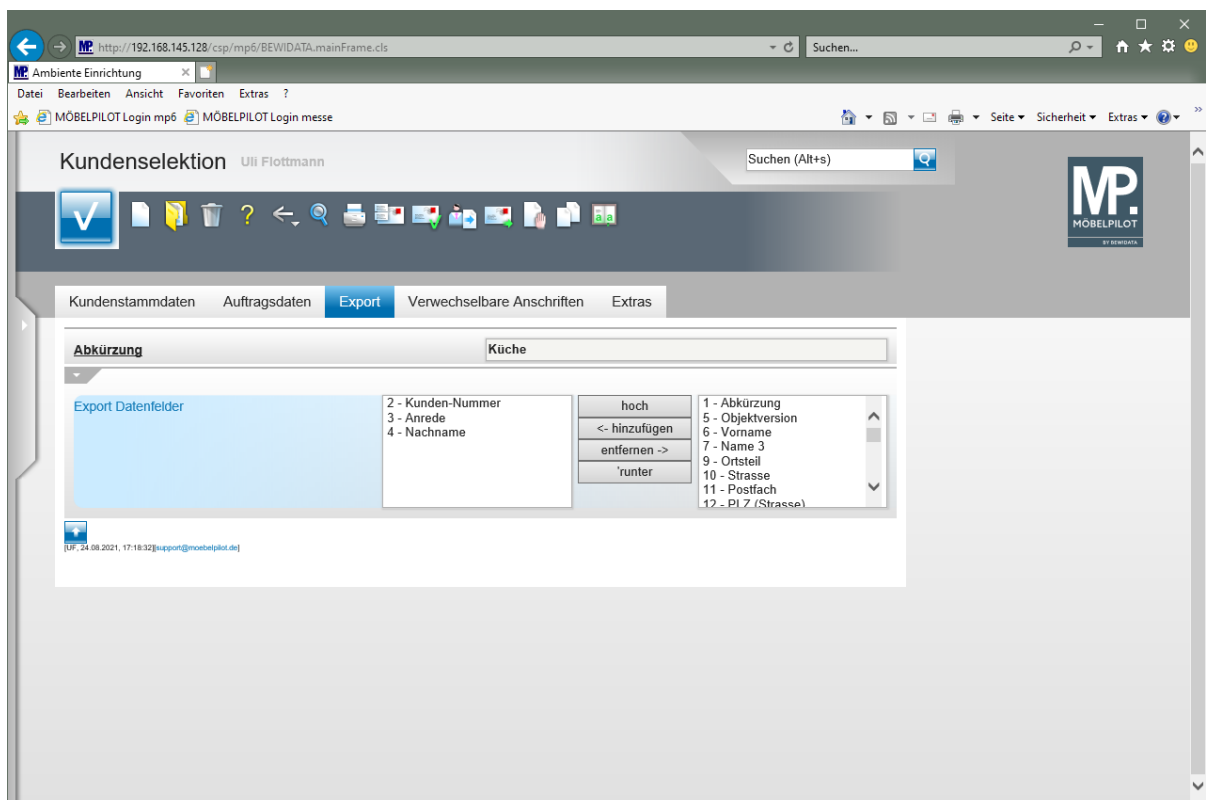 http://192.168.145.128/csp/mp6/BEWIDATA.mainFrame.cls
Suchen...
Ambiente Einrichtung
Datei Bearbeiten Ansicht Favoriten Extras ?
MÖBELPILOT Login mp6 MÖBELPILOT Login messe
Seite Sicherheit Extras
Kundenselektion Uli Flottmann
Suchen (Alt+s)
MP.
MÖBELPILOT
BY BEWIDATA
Kundenstammdaten Auftragsdaten Export Verwechselbare Anschriften Extras
Abkürzung Küche
Export Datenfelder
2 - Kunden-Nummer
3 - Anrede
4 - Nachname
hoch
<- hinzufügen
entfernen ->
'runter
1 - Abkürzung
5 - Objektversion
6 - Vorname
7 - Name 3
9 - Ortsteil
10 - Strasse
11 - Postfach
12 - PLZ (Strasse)
[UF, 24.08.2021, 17:18:32][support@moebelpilot.de]